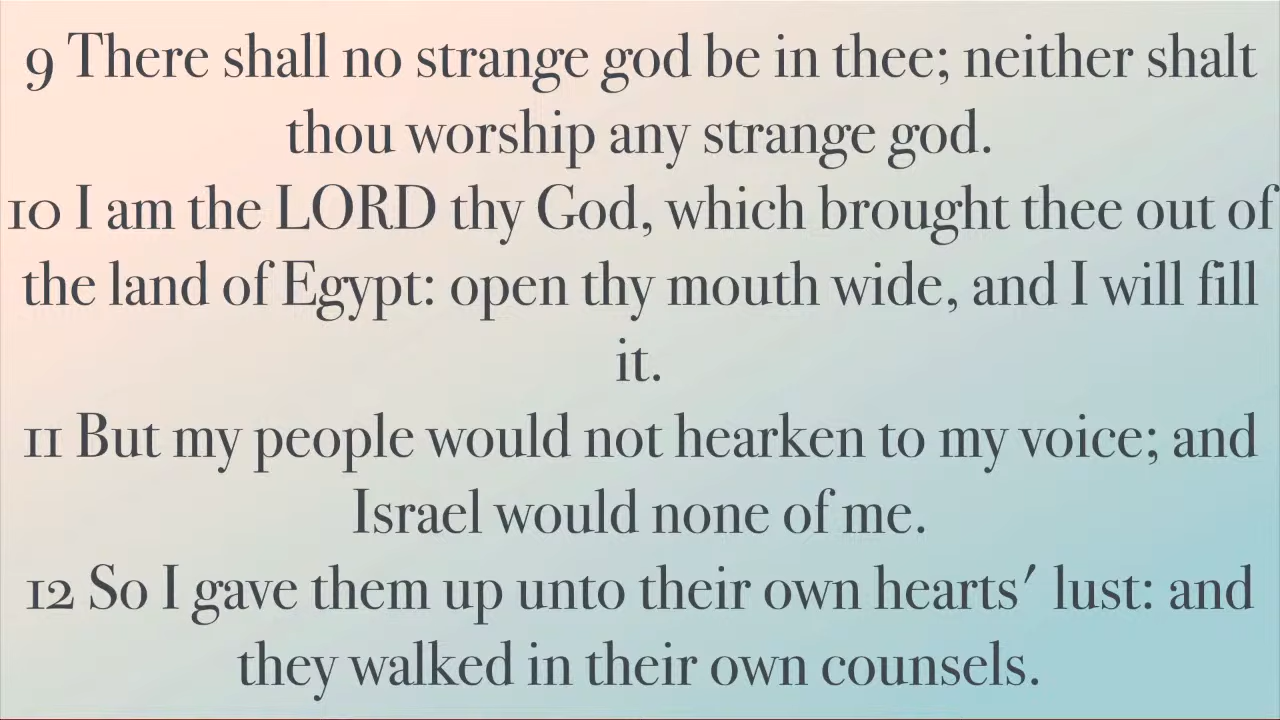 9 There shall no strange god be in thee; neither shalt
thou worship any strange god.
10 I am the LORD thy God, which brought thee out of
the land of Egypt: open thy mouth wide, and I will fill
it.
11 But my people would not hearken to my voice; and
Israel would none of me.
12 So I gave them up unto their own hearts' lust: and
they walked in their own counsels.